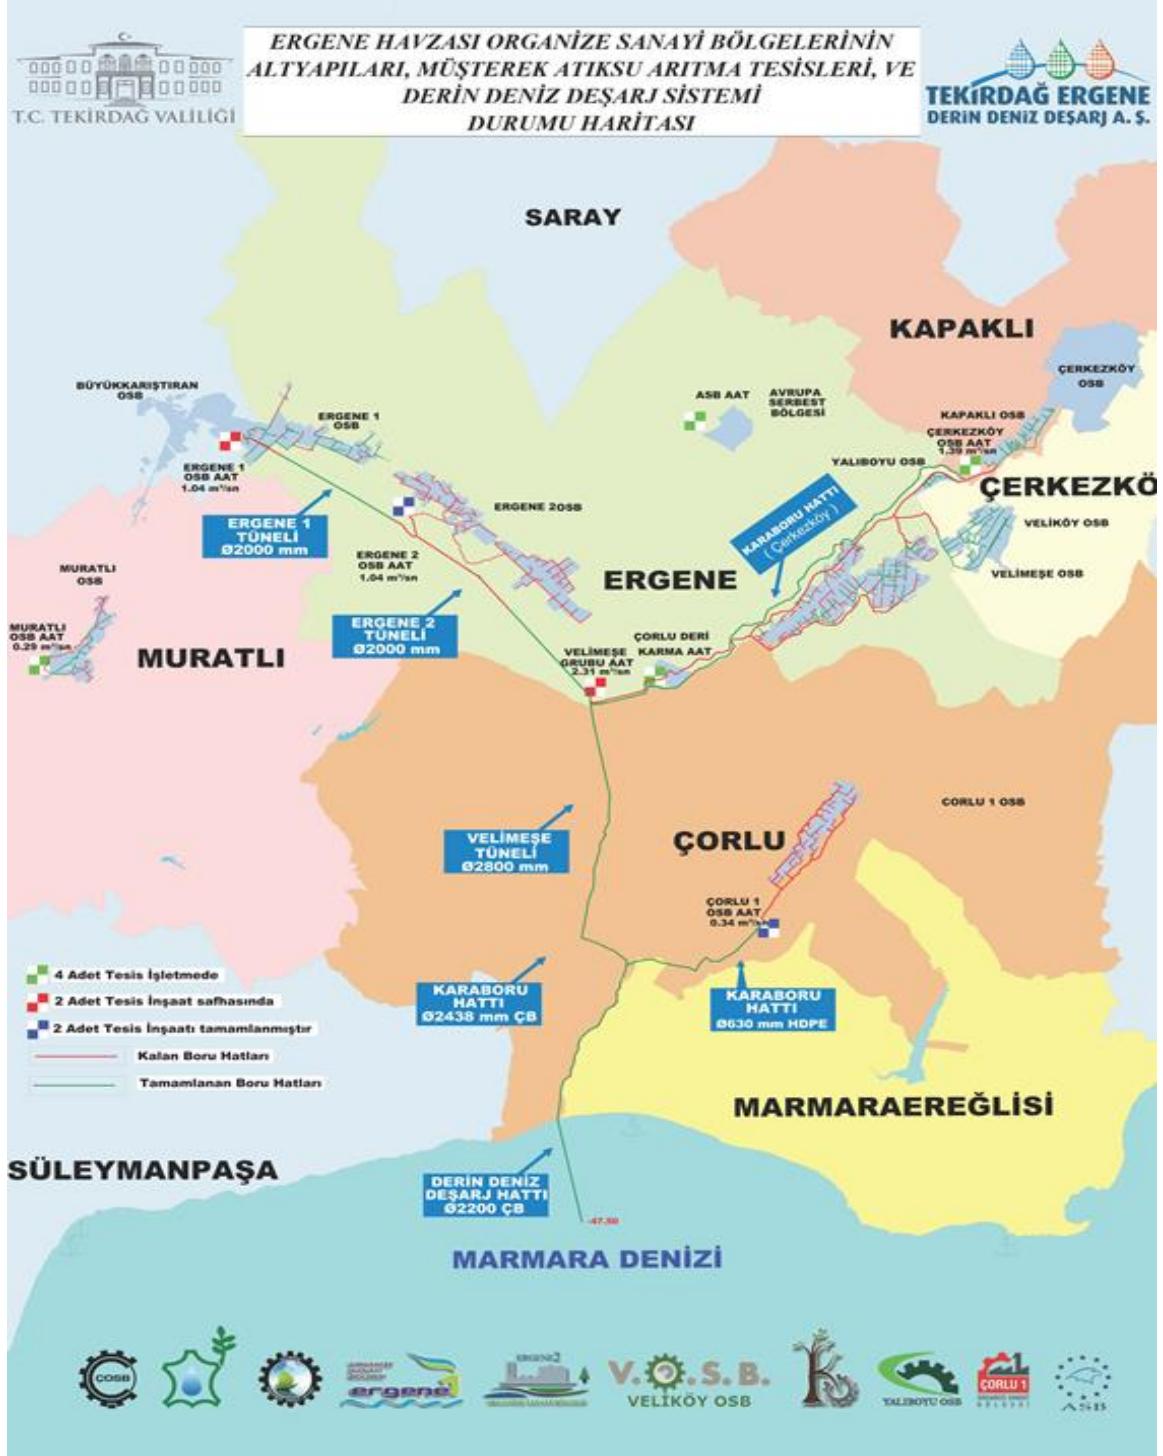 ERGENE HAVZASI ORGANİZE SANAYİ BÖLGELERİNİN
ALTYAPILARI, MÜŞTEREK ATIKSU ARITMA TESİSLERİ, VE
DERİN DENİZ DEŞARJ SİSTEMİ
DURUMU HARİTASI
T.C. TEKİRDAĞ VALİLİĞİ
TEKİRDAĞ ERGENE
DERİN DENİZ DEŞARJ A. Ş.
SARAY
KAPAKLI
ÇERKEZKÖY
OSB
BÜYÜKKARIŞTIRAN
OSB
ERGENE 1
OSB
ASB AAT
AVRUPA
SERBEST
BÖLGESİ
KAPAKLI OSB
ÇERKEZKÖY
OSB AAT
1.39 m³/sn
YALIBOYU OSB
ERGENE 1
OSB AAT
1.04 m³/sn
ÇERKEZKÖ
ERGENE 1
TÜNELİ
Ø2000 mm
ERGENE 2OSB
KARABORU HATTI
( Çerkezköy )
VELİKÖY OSB
VELİMEŞE OSB
ERGENE 2
OSB AAT
1.04 m³/sn
ERGENE
MURATLI
OSB
MURATLI
OSB AAT
0.29 m³/sn
MURATLI
ERGENE 2
TÜNELİ
Ø2000 mm
VELİMEŞE
GRUBU AAT
2.31 m³/sn
ÇORLU DERİ
KARMA AAT
VELİMEŞE
TÜNELİ
Ø2800 mm
ÇORLU
CORLU 1 OSB
ÇORLU 1
OSB AAT
0.34 m³/sn
KARABORU
HATTI
Ø2438 mm ÇB
KARABORU
HATTI
Ø630 mm HDPE
4 Adet Tesis İşletmede
2 Adet Tesis İnşaat safhasında
2 Adet Tesis İnşaatı tamamlanmıştır
Kalan Boru Hatları
Tamamlanan Boru Hatları
MARMARAEREĞLİSİ
SÜLEYMANPAŞA
DERİN DENİZ
DEŞARJ HATTI
Ø2200 ÇB
-47.50
MARMARA DENİZİ
ÇOSB
ergene1
ERGENE2
V.O.S.B.
VELİKÖY OSB
YALIBOYU OSB
ÇORLU 1
ASB